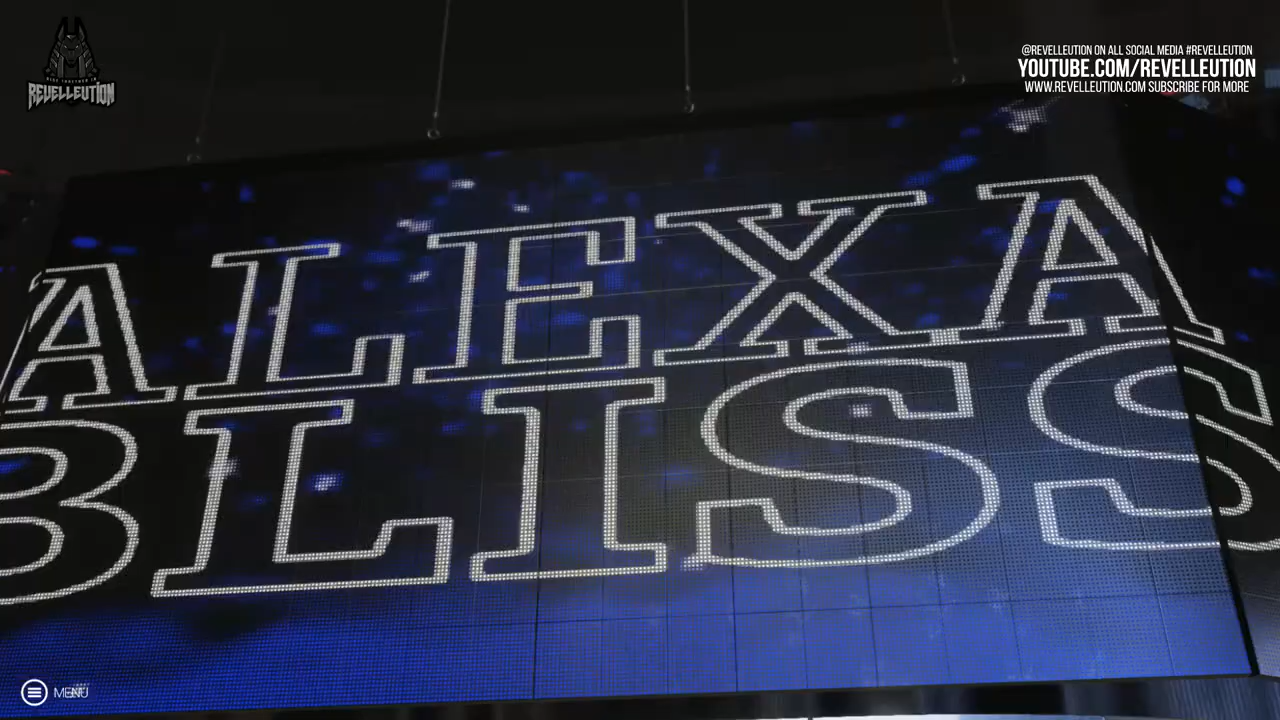 @REVELLEUTION ON ALL SOCIAL MEDIA #REVELLEUTION
YOUTUBE.COM/REVELLEUTION
WWW.REVELLEUTION.COM SUBSCRIBE FOR MORE
REVELLEUTION
ALEXA
BLISS
MENU